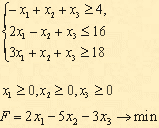 -x₁ + x₂ + x₃ ≥ 4,
2x₁ - x₂ + x₃ ≤ 16
3x₁ + x₂ + x₃ ≥ 18
x₁ ≥ 0, x₂ ≥ 0, x₃ ≥ 0
F = 2x₁ - 5x₂ - 3x₃ → min